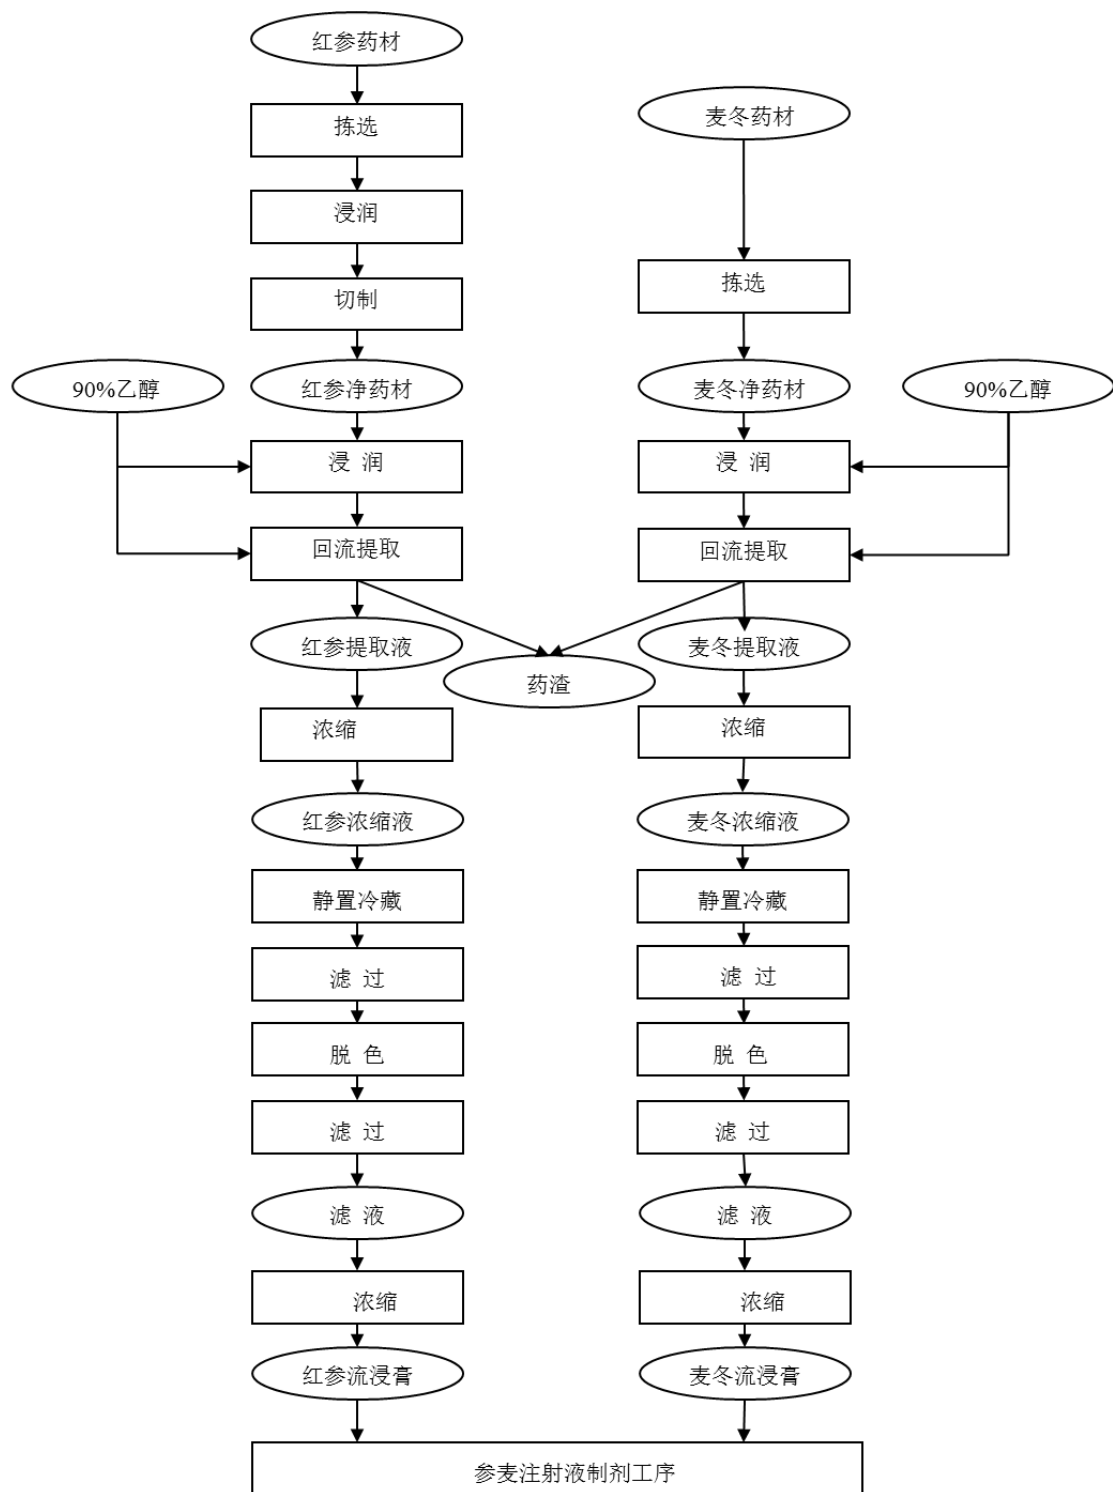 红参药材
麦冬药材
拣选
浸润
拣选
切制
90%乙醇
红参净药材
麦冬净药材
90%乙醇
浸 润
浸 润
回流提取
回流提取
红参提取液
麦冬提取液
药渣
浓缩
浓缩
红参浓缩液
麦冬浓缩液
静置冷藏
静置冷藏
滤 过
滤 过
脱 色
脱 色
滤 过
滤 过
滤 液
滤 液
浓缩
浓缩
红参流浸膏
麦冬流浸膏
参麦注射液制剂工序